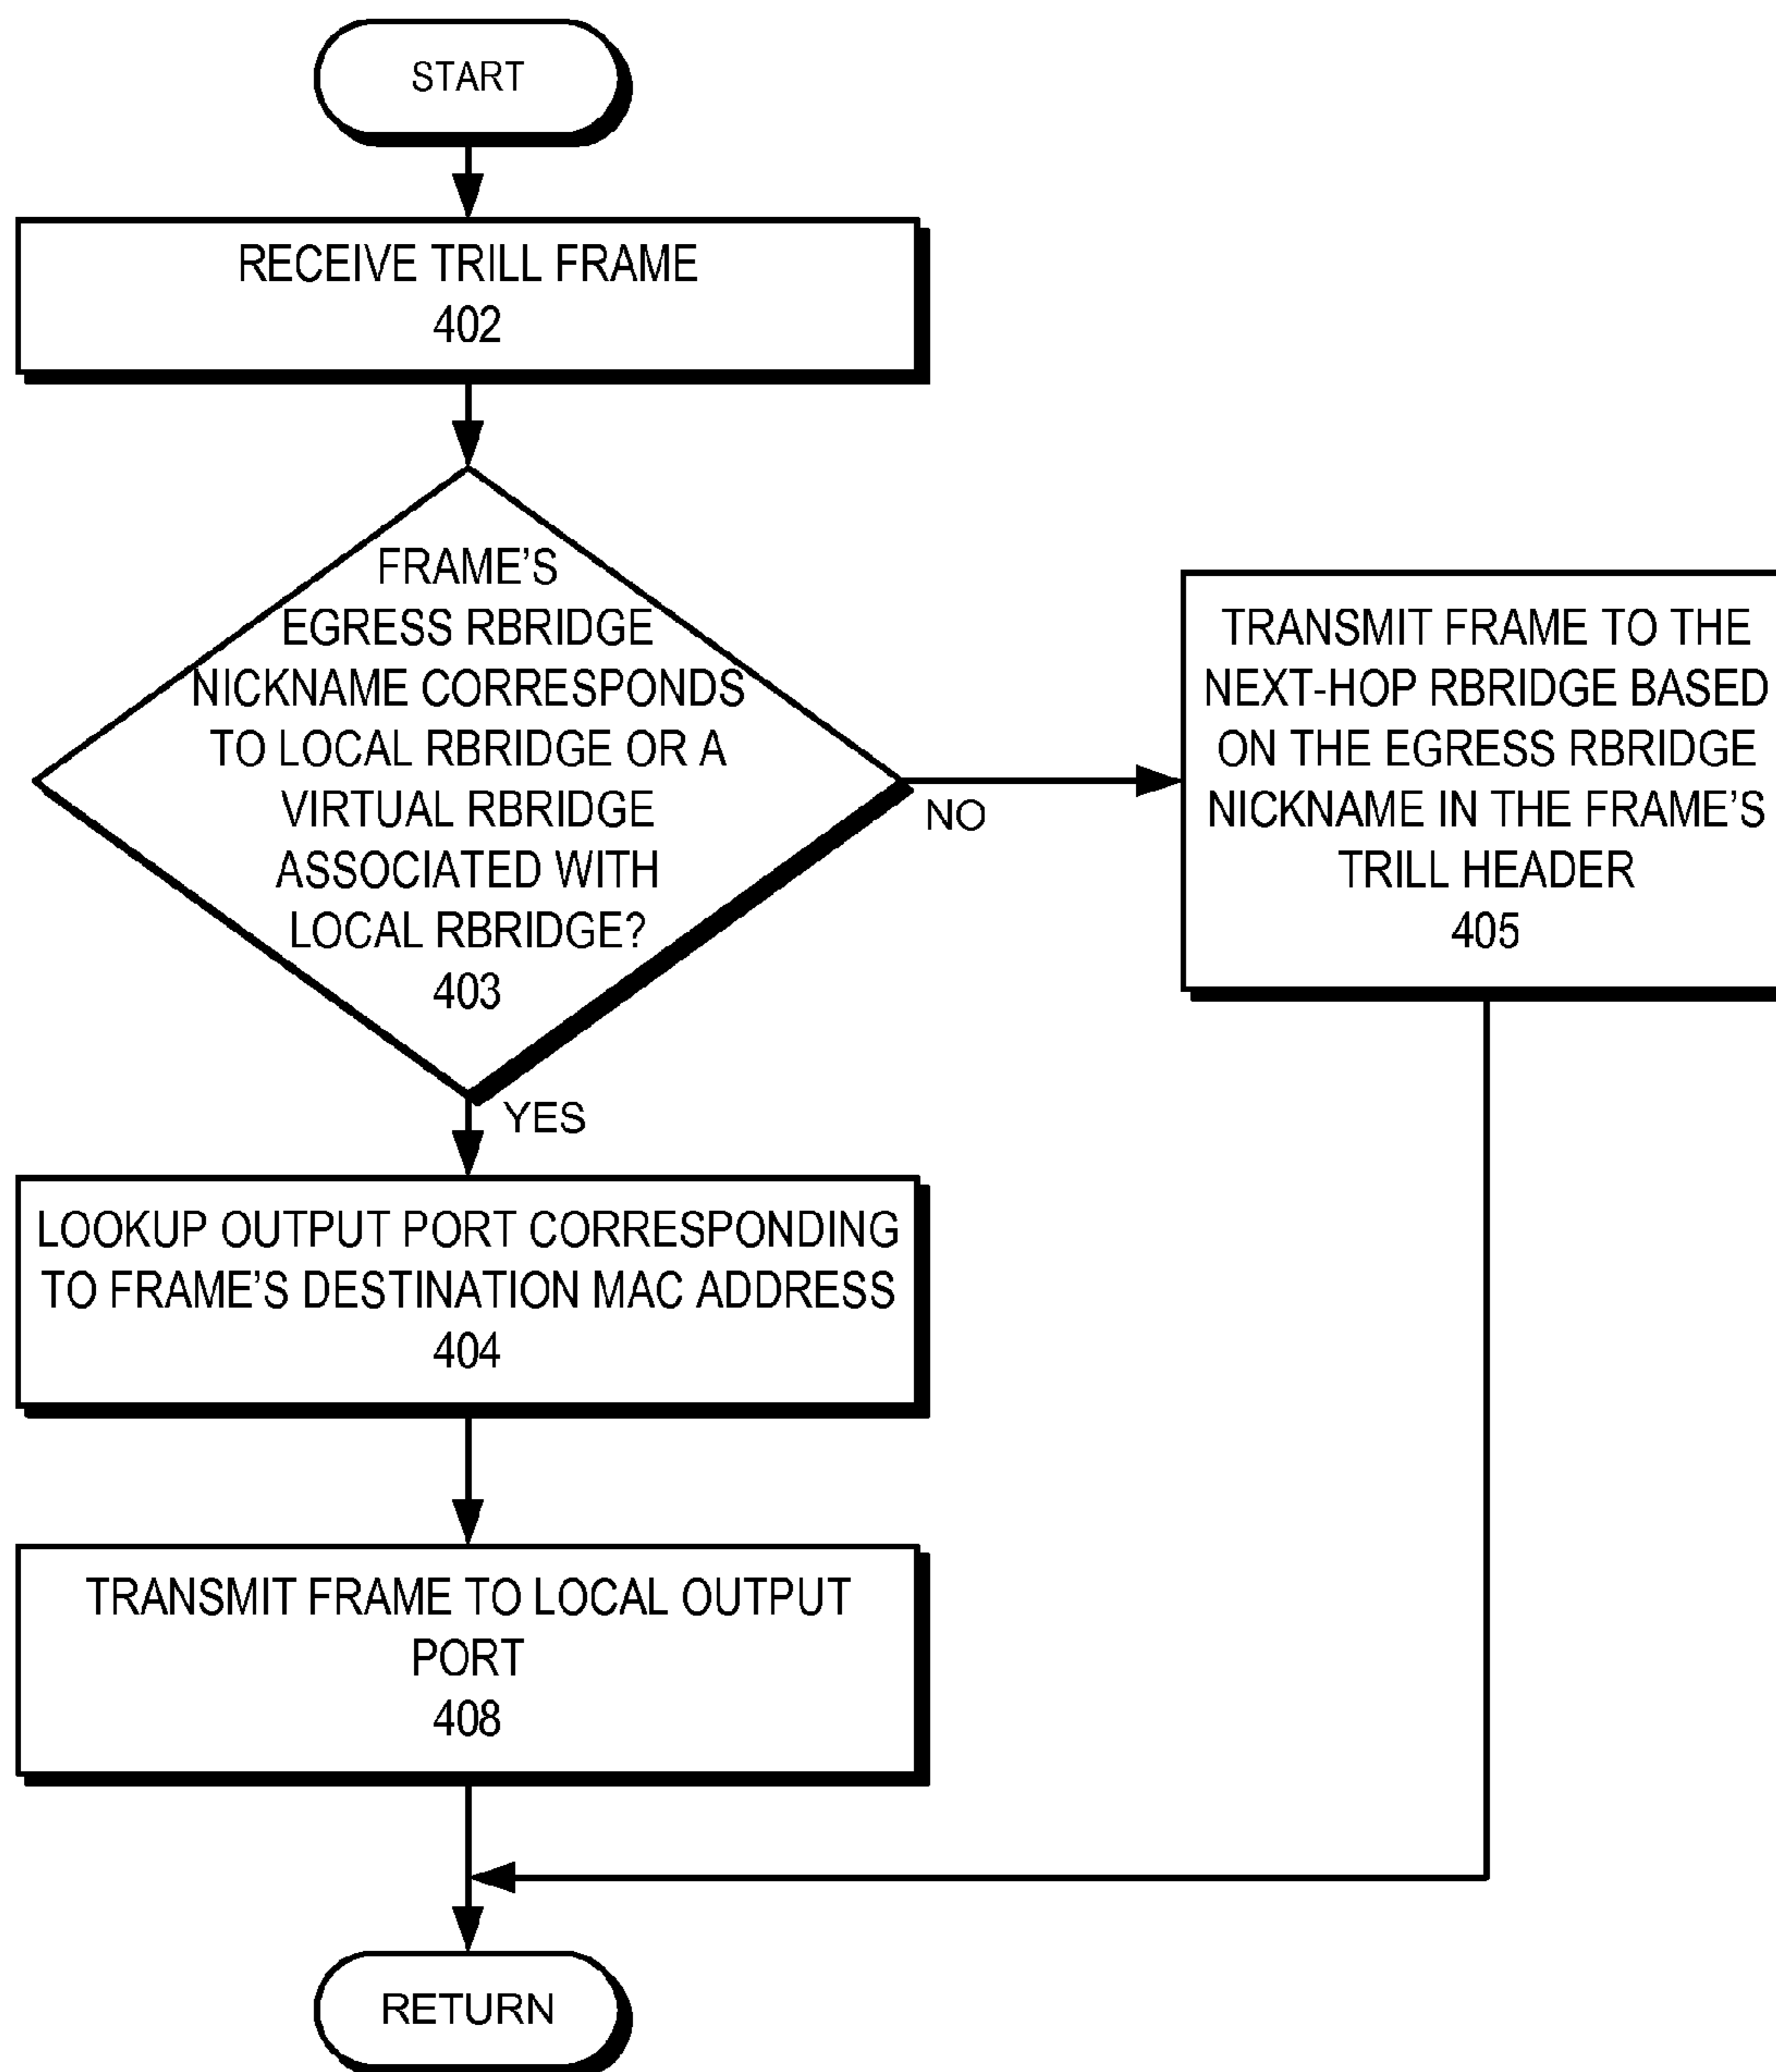 START
RECEIVE TRILL FRAME
402
FRAME’S
EGRESS RBRIDGE
NICKNAME CORRESPONDS
TO LOCAL RBRIDGE OR A
VIRTUAL RBRIDGE
ASSOCIATED WITH
LOCAL RBRIDGE?
403
NO
TRANSMIT FRAME TO THE
NEXT-HOP RBRIDGE BASED
ON THE EGRESS RBRIDGE
NICKNAME IN THE FRAME’S
TRILL HEADER
405
YES
LOOKUP OUTPUT PORT CORRESPONDING
TO FRAME’S DESTINATION MAC ADDRESS
404
TRANSMIT FRAME TO LOCAL OUTPUT
PORT
408
RETURN